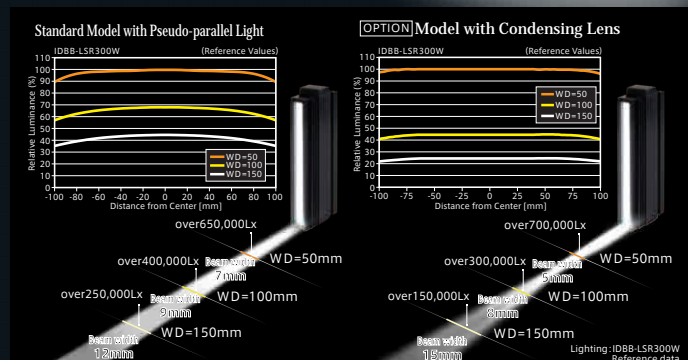 Standard Model with Pseudo-parallel Light
IDBB-LSR300W (Reference Values)
110
100
90
80
70
60
50
40
30
20
10
0
Relative Luminance (%)
WD=50
WD=100
WD=150
-100 -80 -60 -40 -20 0 20 40 60 80 100
Distance from Center [mm]
over650,000Lx
WD=50mm
Beam width
7mm
over400,000Lx
WD=100mm
Beam width
9mm
over250,000Lx
WD=150mm
Beam width
12mm
OPTION Model with Condensing Lens
IDBB-LSR300W (Reference Values)
110
100
90
80
70
60
50
40
30
20
10
0
Relative Luminance (%)
WD=50
WD=100
WD=150
-100 -75 -50 -25 0 25 50 75 100
Distance from Center [mm]
over700,000Lx
WD=50mm
Beam width
5mm
over300,000Lx
WD=100mm
Beam width
8mm
over150,000Lx
WD=150mm
Beam width
15mm
Lighting:IDBB-LSR300W
Reference data